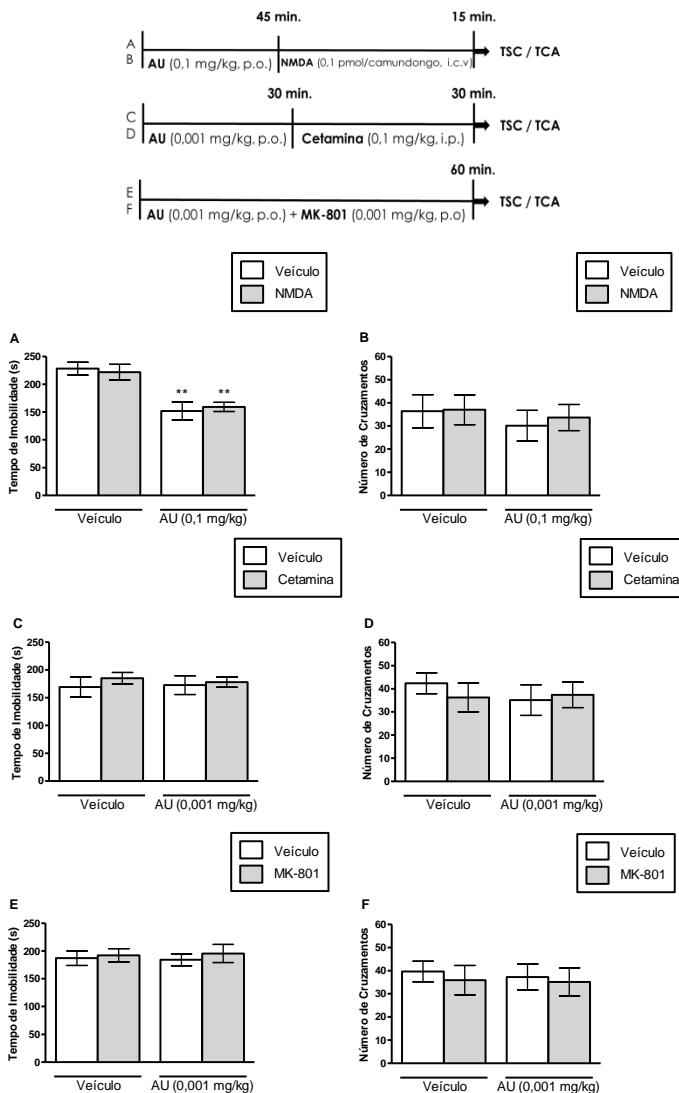 45 min. 15 min.
A
B
AU (0,1 mg/kg, p.o.) NMDA (0,1 pmol/camundongo, i.c.v) TSC / TCA
30 min. 30 min.
C
D
AU (0,001 mg/kg, p.o.) Cetamina (0,1 mg/kg, i.p.) TSC / TCA
60 min.
E
F
AU (0,001 mg/kg, p.o.) + MK-801 (0,001 mg/kg, p.o) TSC / TCA
Veículo
NMDA
Veículo
NMDA
A
Tempo de Imobilidade (s)
250
200
150
100
50
0
** **
Veículo AU (0,1 mg/kg)
B
Número de Cruzamentos
60
50
40
30
20
10
0
Veículo AU (0,1 mg/kg)
Veículo
Cetamina
Veículo
Cetamina
C
Tempo de Imobilidade (s)
250
200
150
100
50
0
Veículo AU (0,001 mg/kg)
D
Número de Cruzamentos
60
50
40
30
20
10
0
Veículo AU (0,001 mg/kg)
Veículo
MK-801
Veículo
MK-801
E
Tempo de Imobilidade (s)
250
200
150
100
50
0
Veículo AU (0,001 mg/kg)
F
Número de Cruzamentos
60
50
40
30
20
10
0
Veículo AU (0,001 mg/kg)